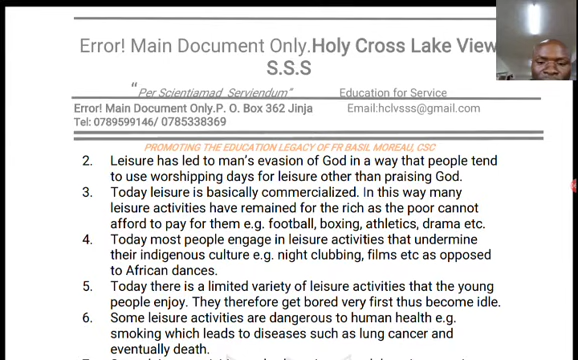 Error! Main Document Only.Holy Cross Lake View
S.S.S
"Per Scientiamad Serviendum" Education for Service
Error! Main Document Only.P. O. Box 362 Jinja Email:hclvsss@gmail.com
Tel: 0789599146/ 0785338369
PROMOTING THE EDUCATION LEGACY OF FR BASIL MOREAU, CSC
2. Leisure has led to man's evasion of God in a way that people tend
to use worshipping days for leisure other than praising God.
3. Today leisure is basically commercialized. In this way many
leisure activities have remained for the rich as the poor cannot
afford to pay for them e.g. football, boxing, athletics, drama etc.
4. Today most people engage in leisure activities that undermine
their indigenous culture e.g. night clubbing, films etc as opposed
to African dances.
5. Today there is a limited variety of leisure activities that the young
people enjoy. They therefore get bored very first thus become idle.
6. Some leisure activities are dangerous to human health e.g.
smoking which leads to diseases such as lung cancer and
eventually death.